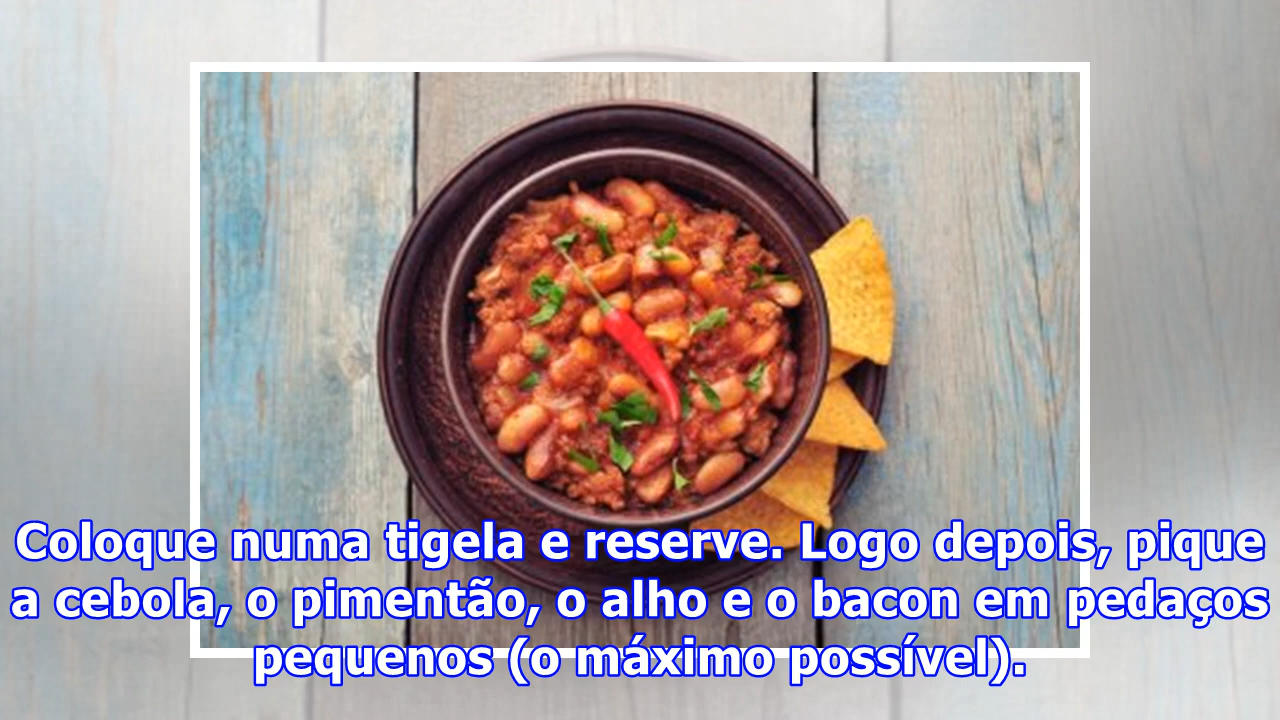 Coloque numa tigela e reserve. Logo depois, pique
a cebola, o pimentão, o alho e o bacon em pedaços
pequenos (o máximo possível).